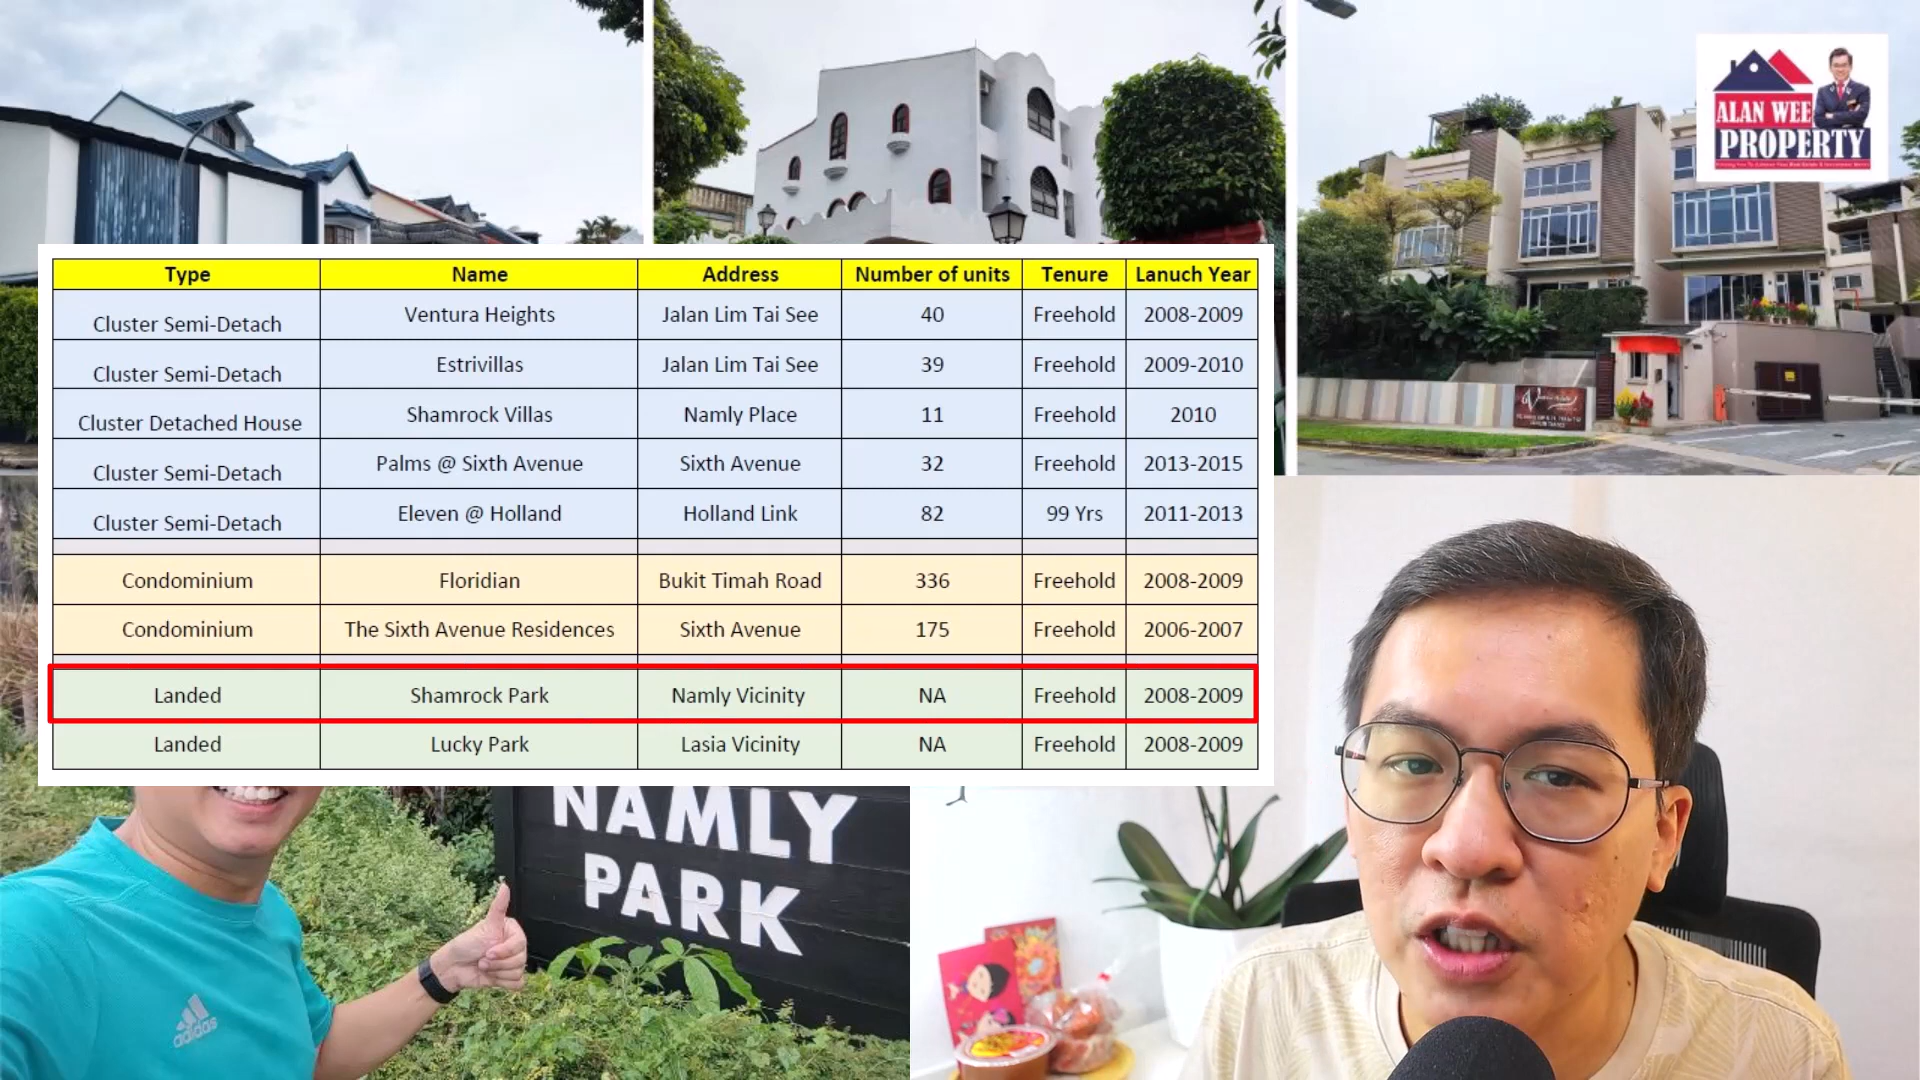 ALAN WEE
PROPERTY
Type Name Address Number of units Tenure Lanuch Year
Cluster Semi-Detach Ventura Heights Jalan Lim Tai See 40 Freehold 2008-2009
Cluster Semi-Detach Estrivillas Jalan Lim Tai See 39 Freehold 2009-2010
Cluster Detached House Shamrock Villas Namly Place 11 Freehold 2010
Cluster Semi-Detach Palms @ Sixth Avenue Sixth Avenue 32 Freehold 2013-2015
Cluster Semi-Detach Eleven @ Holland Holland Link 82 99 Yrs 2011-2013
Condominium Floridian Bukit Timah Road 336 Freehold 2008-2009
Condominium The Sixth Avenue Residences Sixth Avenue 175 Freehold 2006-2007
Landed Shamrock Park Namly Vicinity NA Freehold 2008-2009
Landed Lucky Park Lasia Vicinity NA Freehold 2008-2009
NAMLY
PARK
adidas